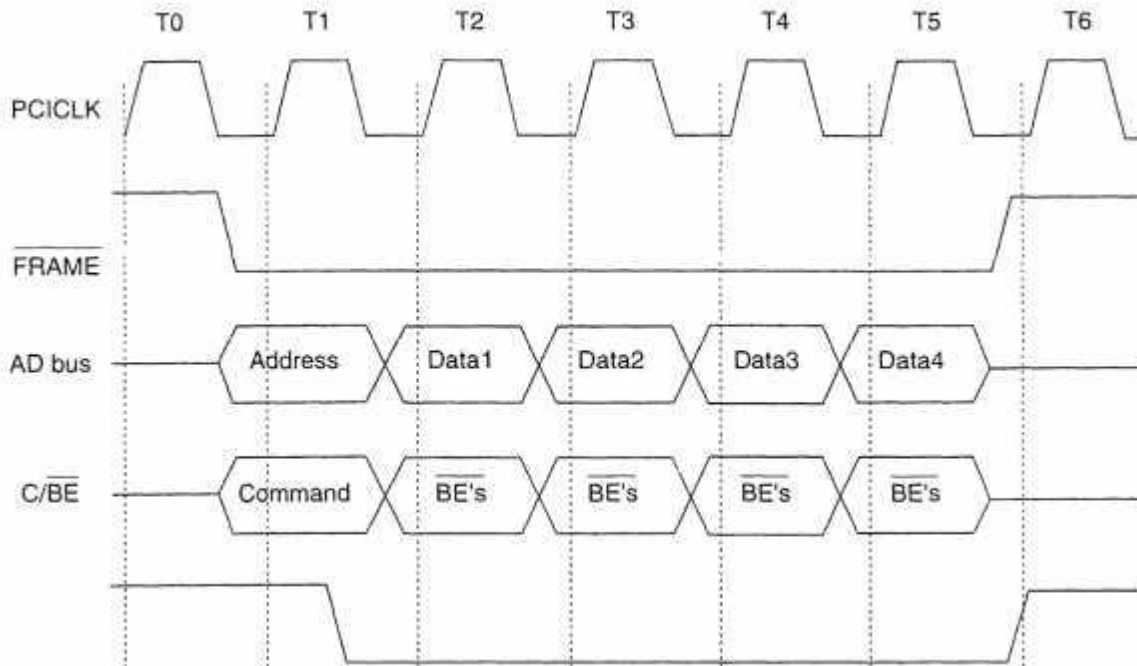 T0 T1 T2 T3 T4 T5 T6
PCICLK
FRAME
AD bus Address Data1 Data2 Data3 Data4
C/BE Command BE's BE's BE's BE's